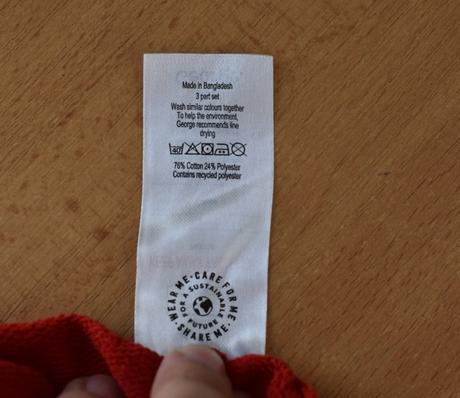 Made in Bangladesh
3 part set
Wash similar colours together
To help the environment,
George recommends line
drying
40
76% Cotton 24% Polyester
Contains recycled polyester
WEAR ME • CARE FOR ME • SHARE ME •
FOR A SUSTAINABLE FUTURE